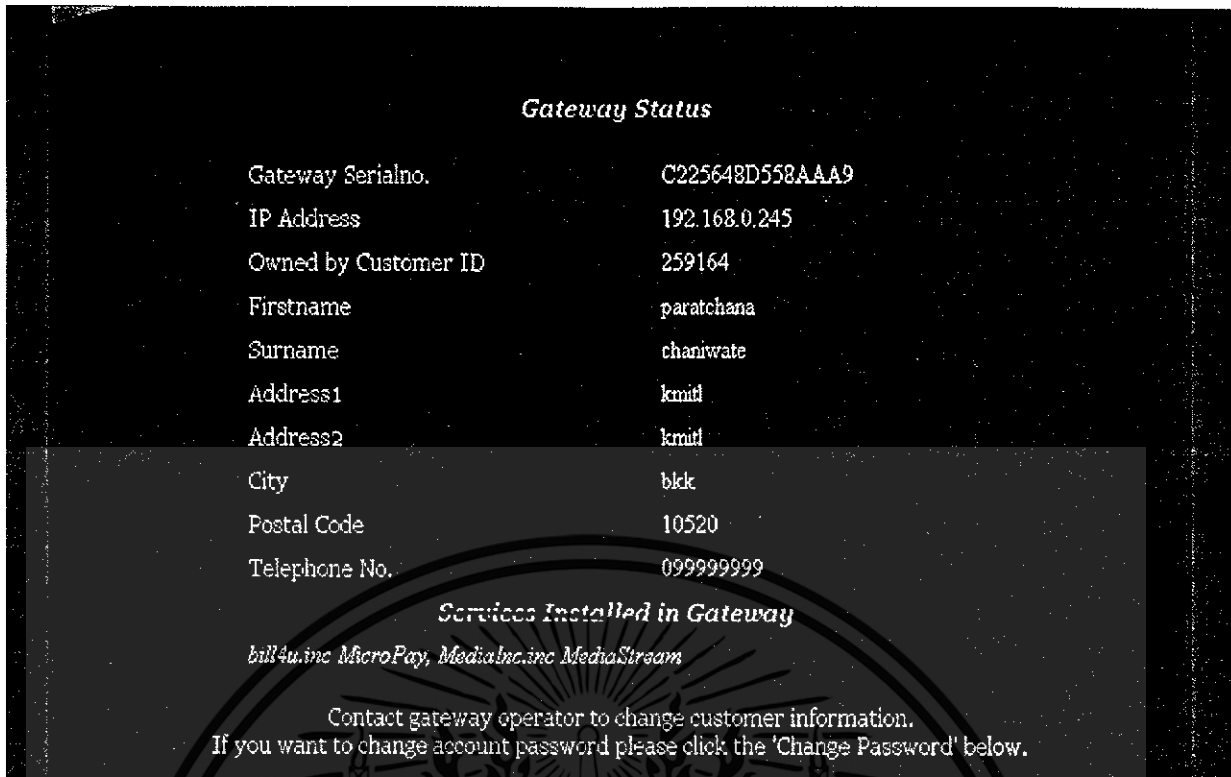 Gateway Status
Gateway Serialno. C225648D558AAA9
IP Address 192.168.0.245
Owned by Customer ID 259164
Firstname paratchana
Surname chaniwate
Address1 kmitl
Address2 kmitl
City bkk
Postal Code 10520
Telephone No. 099999999
Services Installed in Gateway
bill4u.inc MicroPay, MediaInc.inc MediaStream
Contact gateway operator to change customer information.
If you want to change account password please click the 'Change Password' below.